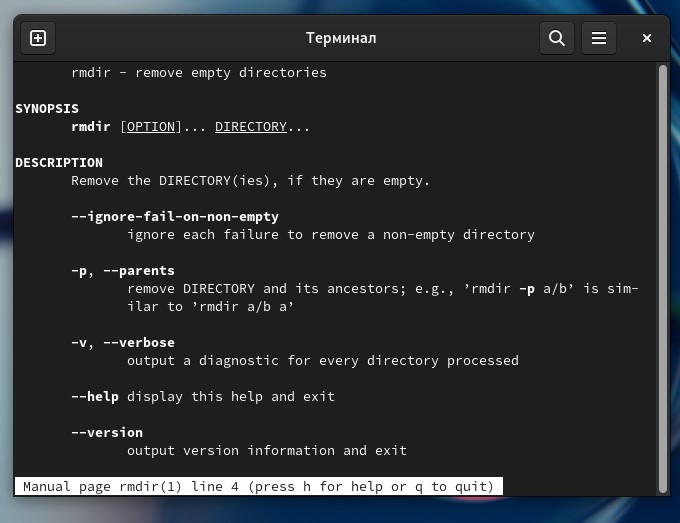 Терминал
rmdir - remove empty directories
SYNOPSIS
rmdir [OPTION]... DIRECTORY...
DESCRIPTION
Remove the DIRECTORY(ies), if they are empty.
--ignore-fail-on-non-empty
ignore each failure to remove a non-empty directory
-p, --parents
remove DIRECTORY and its ancestors; e.g., ’rmdir -p a/b’ is sim‐
ilar to ’rmdir a/b a’
-v, --verbose
output a diagnostic for every directory processed
--help display this help and exit
--version
output version information and exit
Manual page rmdir(1) line 4 (press h for help or q to quit)